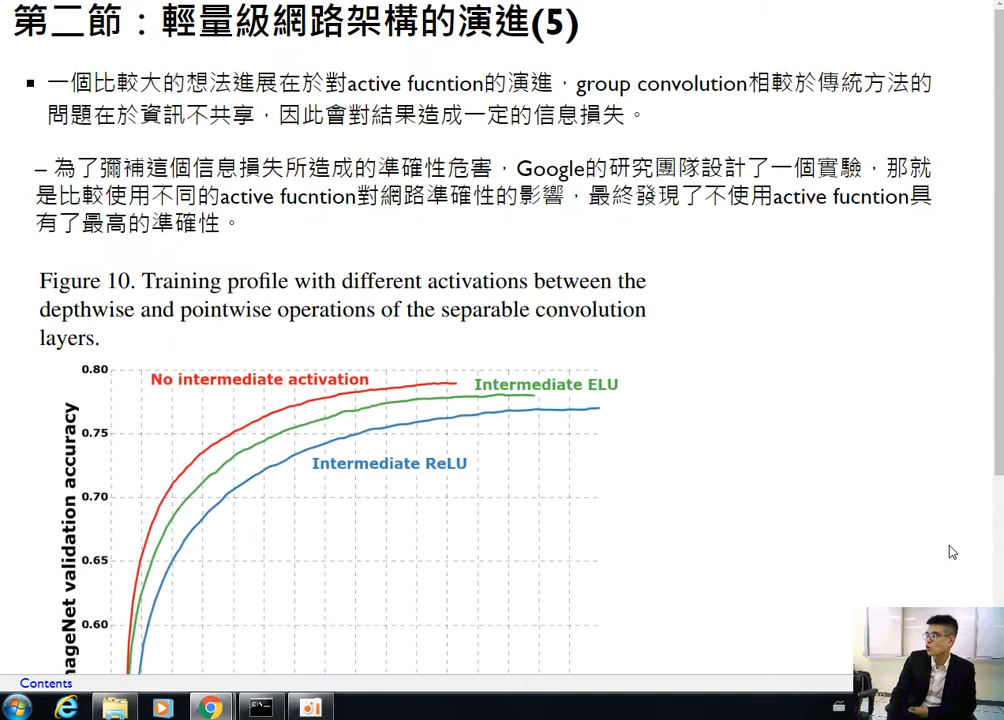 第二節：輕量級網路架構的演進(5)
一個比較大的想法進展在於對active fucntion的演進，group convolution相較於傳統方法的
問題在於資訊不共享，因此會對結果造成一定的信息損失。
– 為了彌補這個信息損失所造成的準確性危害，Google的研究團隊設計了一個實驗，那就
是比較使用不同的active fucntion對網路準確性的影響，最終發現了不使用active fucntion具
有了最高的準確性。
Figure 10. Training profile with different activations between the
depthwise and pointwise operations of the separable convolution
layers.
0.80
No intermediate activation
Intermediate ELU
0.75
Intermediate ReLU
0.70
0.65
0.60
ageNet validation accuracy
Contents